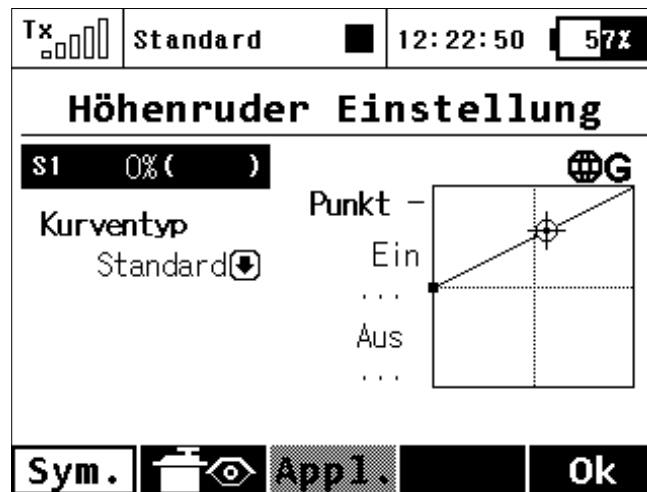 Tx Standard 12:22:50 57%
Höhenruder Einstellung
S1 0% ( )
G
Punkt -
Kurventyp
Ein
Standard
...
Aus
...
Sym. Appl. Ok